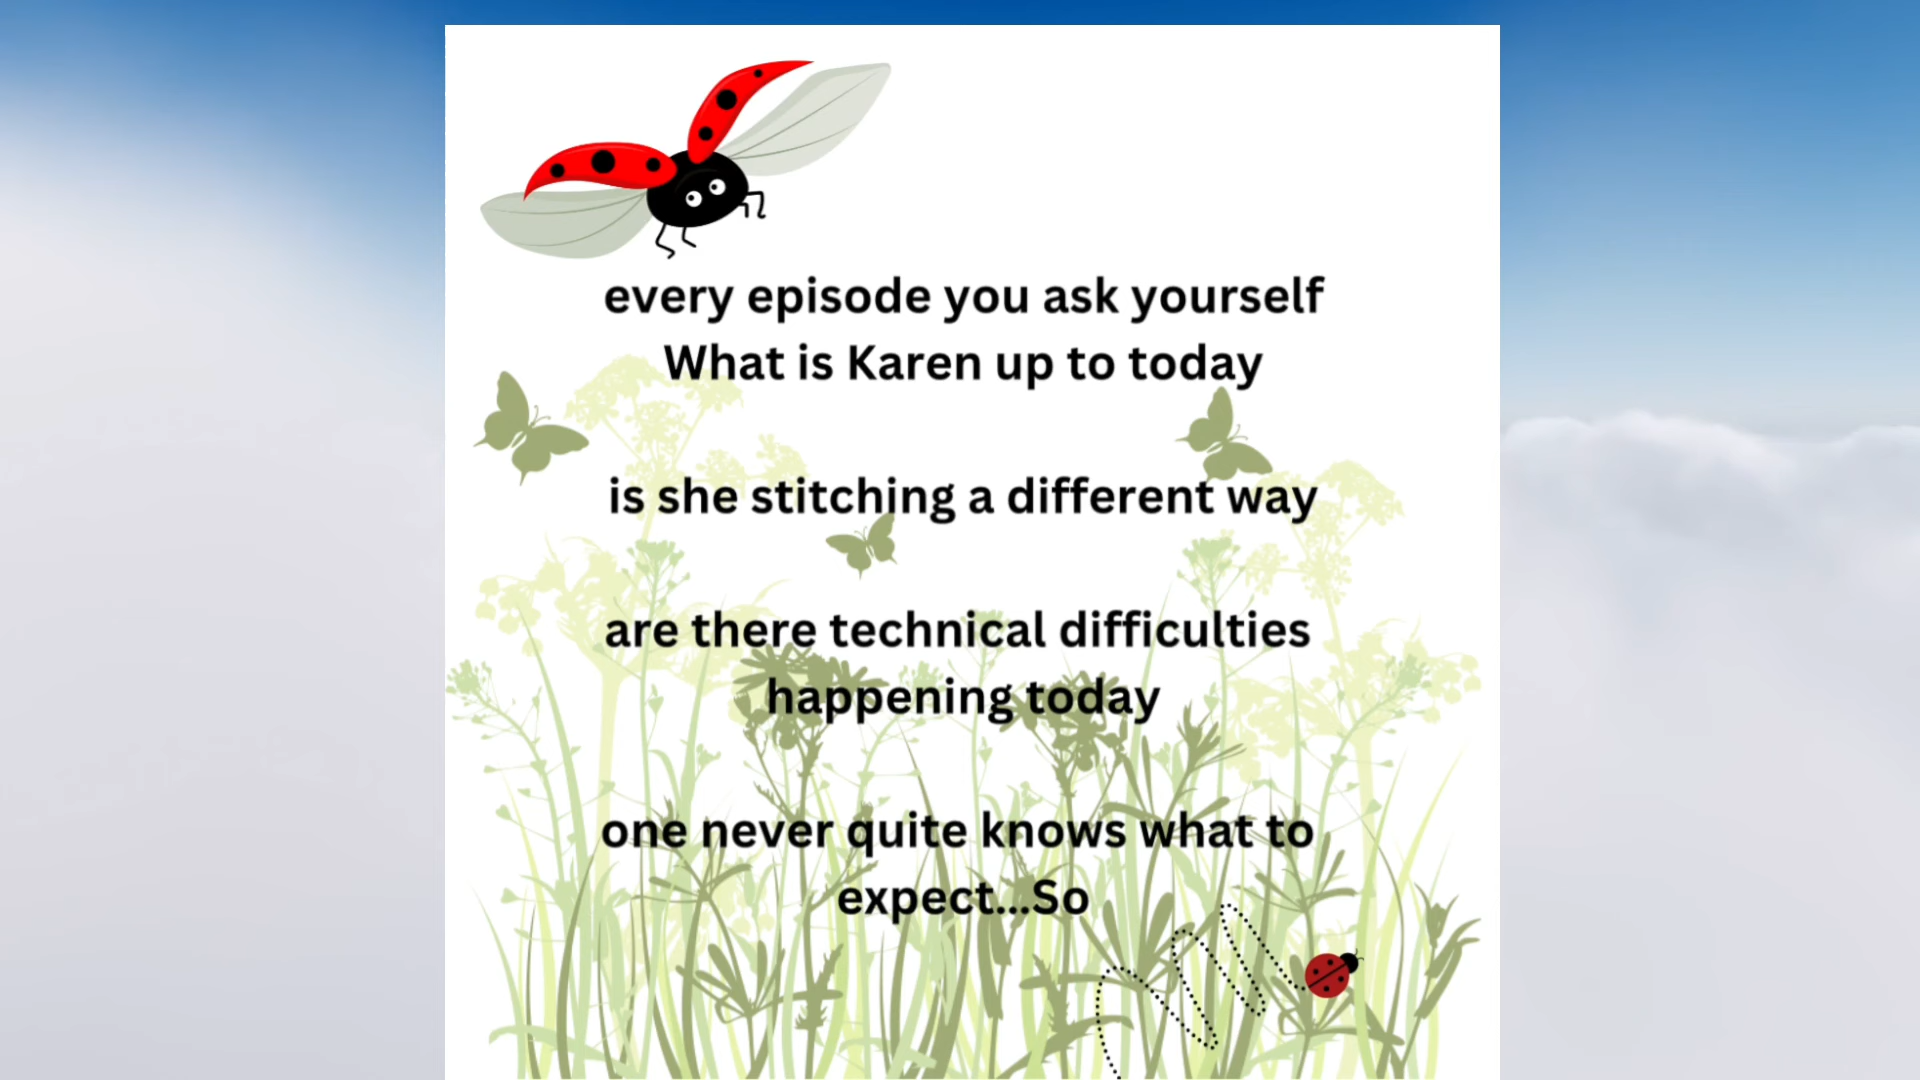 every episode you ask yourself
What is Karen up to today
is she stitching a different way
are there technical difficulties
happening today
one never quite knows what to
expect...So